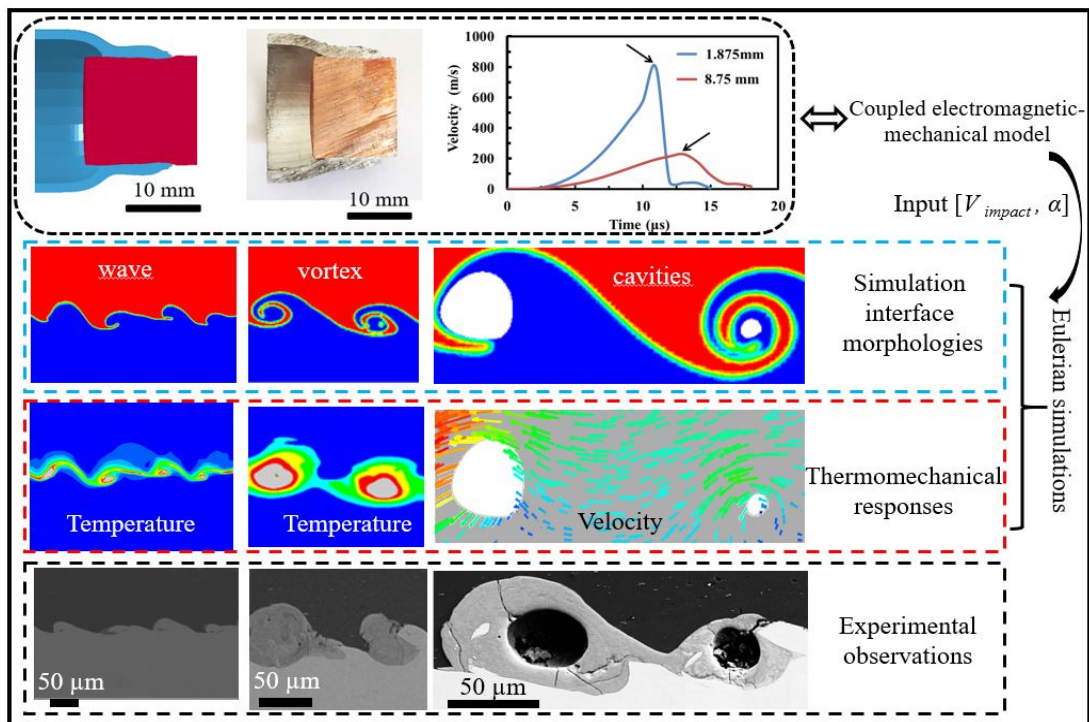 1000
800
600
400
200
0
Velocity (m/s)
1.875mm
8.75 mm
0
5
10
15
20
Time (µs)
10 mm
10 mm
Coupled electromagnetic-
mechanical model
Input [V impact, α]
wave
vortex
cavities
Simulation
interface
morphologies
Temperature
Temperature
Velocity
Thermomechanical
responses
Eulerian simulations
50 µm
50 µm
50 µm
Experimental
observations